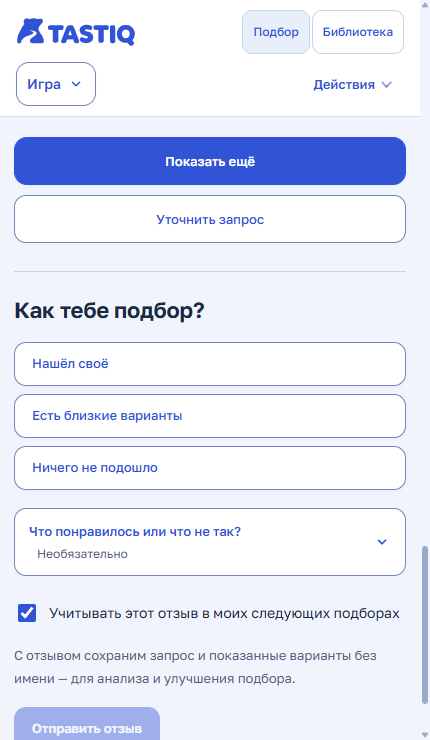 TASTIQ
Подбор
Библиотека
Игра
Действия
Показать ещё
Уточнить запрос
Как тебе подбор?
Нашёл своё
Есть близкие варианты
Ничего не подошло
Что понравилось или что не так?
Необязательно
Учитывать этот отзыв в моих следующих подборах
С отзывом сохраним запрос и показанные варианты без
имени — для анализа и улучшения подбора.
Отправить отзыв